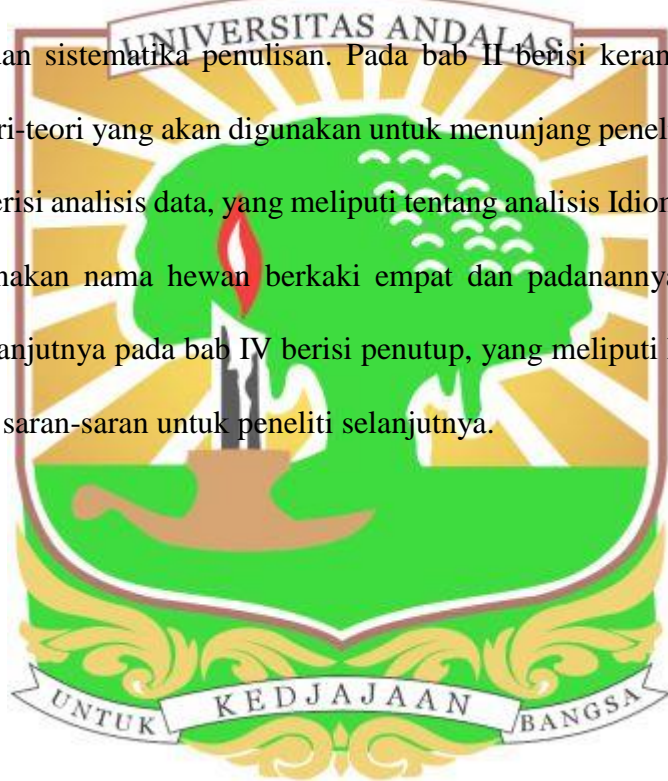 UNIVERSITAS ANDALAS
dan sistematika penulisan. Pada bab II berisi keran
ri-teori yang akan digunakan untuk menunjang penel
erisi analisis data, yang meliputi tentang analisis Idion
nakan nama hewan berkaki empat dan padanannya
anjutnya pada bab IV berisi penutup, yang meliputi
saran-saran untuk peneliti selanjutnya.
UNTUK KEDJAJAAN BANGSA